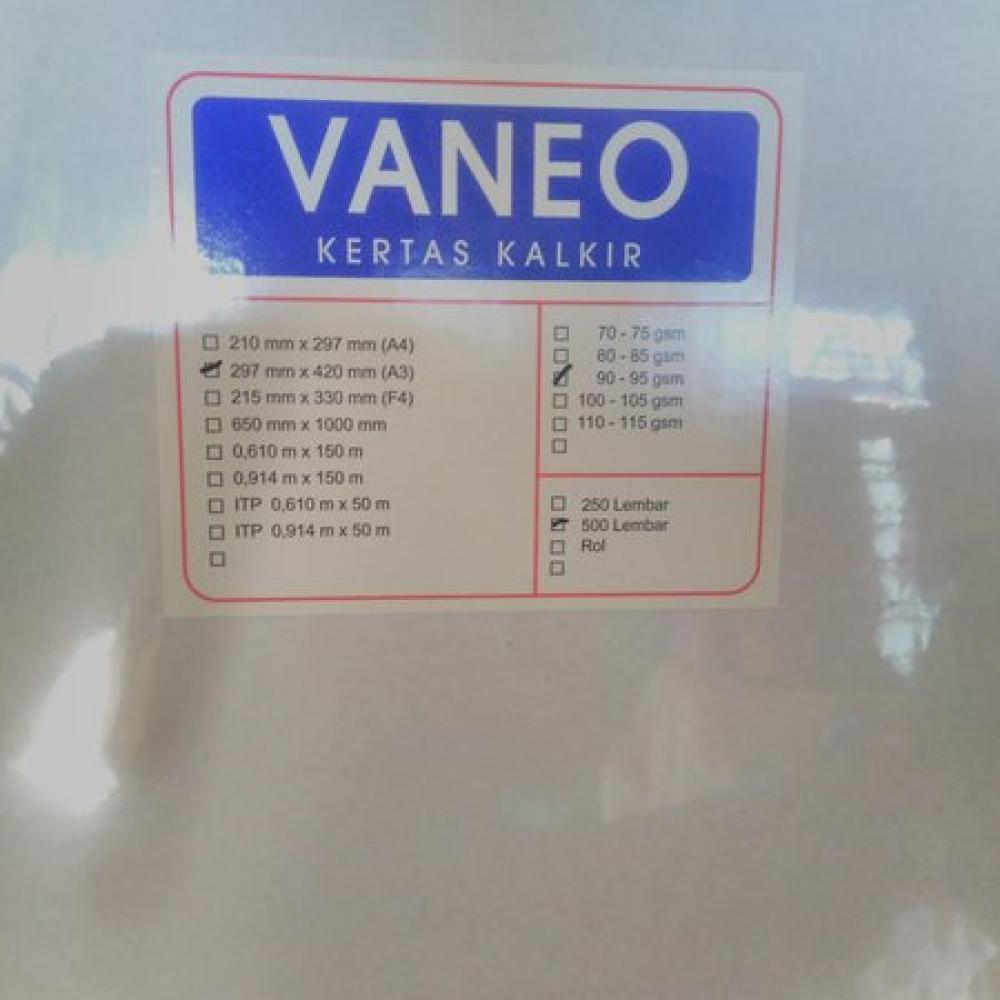 VANEO
KERTAS KALKIR
210 mm x 297 mm (A4)
297 mm x 420 mm (A3)
215 mm x 330 mm (F4)
650 mm x 1000 mm
0,610 m x 150 m
0,914 m x 150 m
ITP 0,610 m x 50 m
ITP 0,914 m x 50 m
70 - 75 gsm
80 - 85 gsm
90 - 95 gsm
100 - 105 gsm
110 - 115 gsm
250 Lembar
500 Lembar
Rol